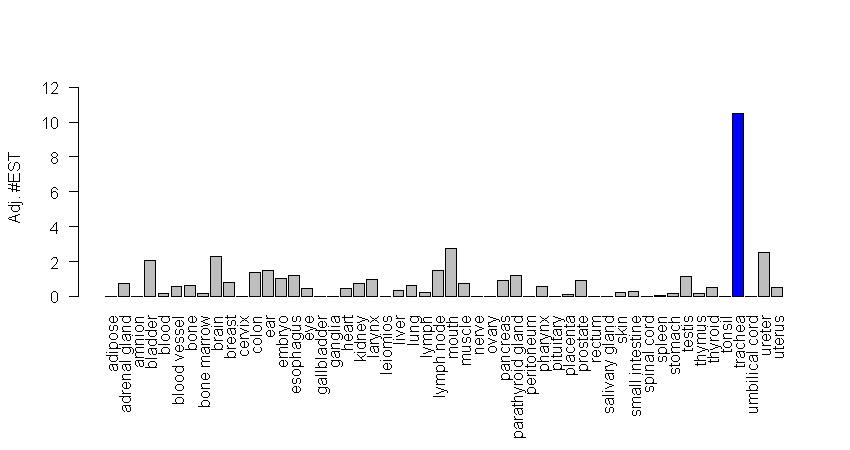 12
10
8
6
4
2
0
Adj. #EST
adipose
adrenal gland
amnion
bladder
blood
blood vessel
bone
bone marrow
brain
breast
cervix
colon
ear
embryo
esophagus
eye
gallbladder
ganglia
heart
kidney
larynx
leiomios
liver
lung
lymph
lymph node
mouth
muscle
nerve
ovary
pancreas
parathyroid gland
peritoneum
pharynx
pituitary
placenta
prostate
rectum
salivary gland
skin
small intestine
spinal cord
spleen
stomach
testis
thymus
thyroid
tonsil
trachea
umbilical cord
ureter
uterus